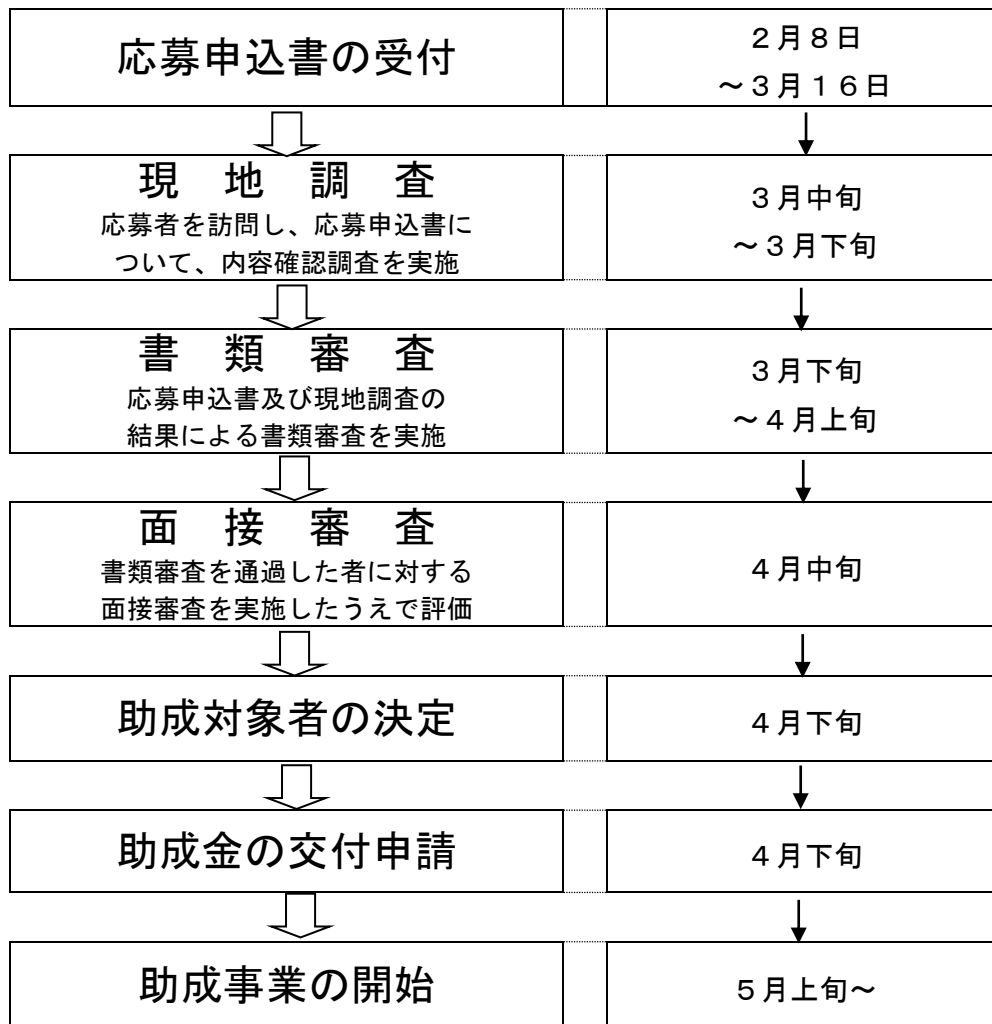 応募申込書の受付
２月８日
～３月１６日
現　地　調　査
応募者を訪問し、応募申込書に
ついて、内容確認調査を実施
３月中旬
～３月下旬
書　類　審　査
応募申込書及び現地調査の
結果による書類審査を実施
３月下旬
～４月上旬
面　接　審　査
書類審査を通過した者に対する
面接審査を実施したうえで評価
４月中旬
助成対象者の決定
４月下旬
助成金の交付申請
４月下旬
助成事業の開始
５月上旬～